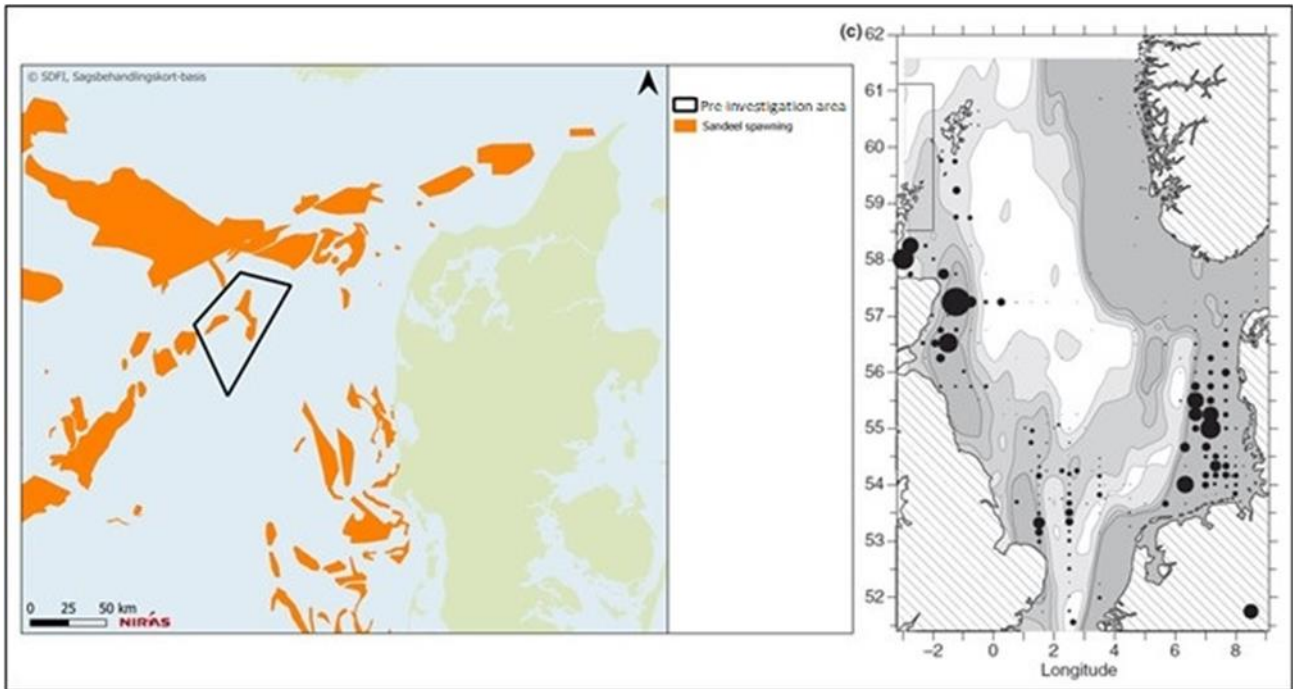 © SDFI, Sagsbehandlingskort-basis
Pre-investigation area
Sandeel spawning
0 25 50 km NIRAS
(c)
62
61
60
59
58
57
56
55
54
53
52
-2 0 2 4 6 8
Longitude